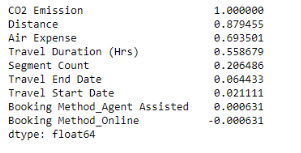 CO2 Emission 1.000000
Distance 0.879455
Air Expense 0.693501
Travel Duration (Hrs) 0.558679
Segment Count 0.206486
Travel End Date 0.064433
Travel Start Date 0.021111
Booking Method_Agent Assisted 0.000631
Booking Method_Online -0.000631
dtype: float64